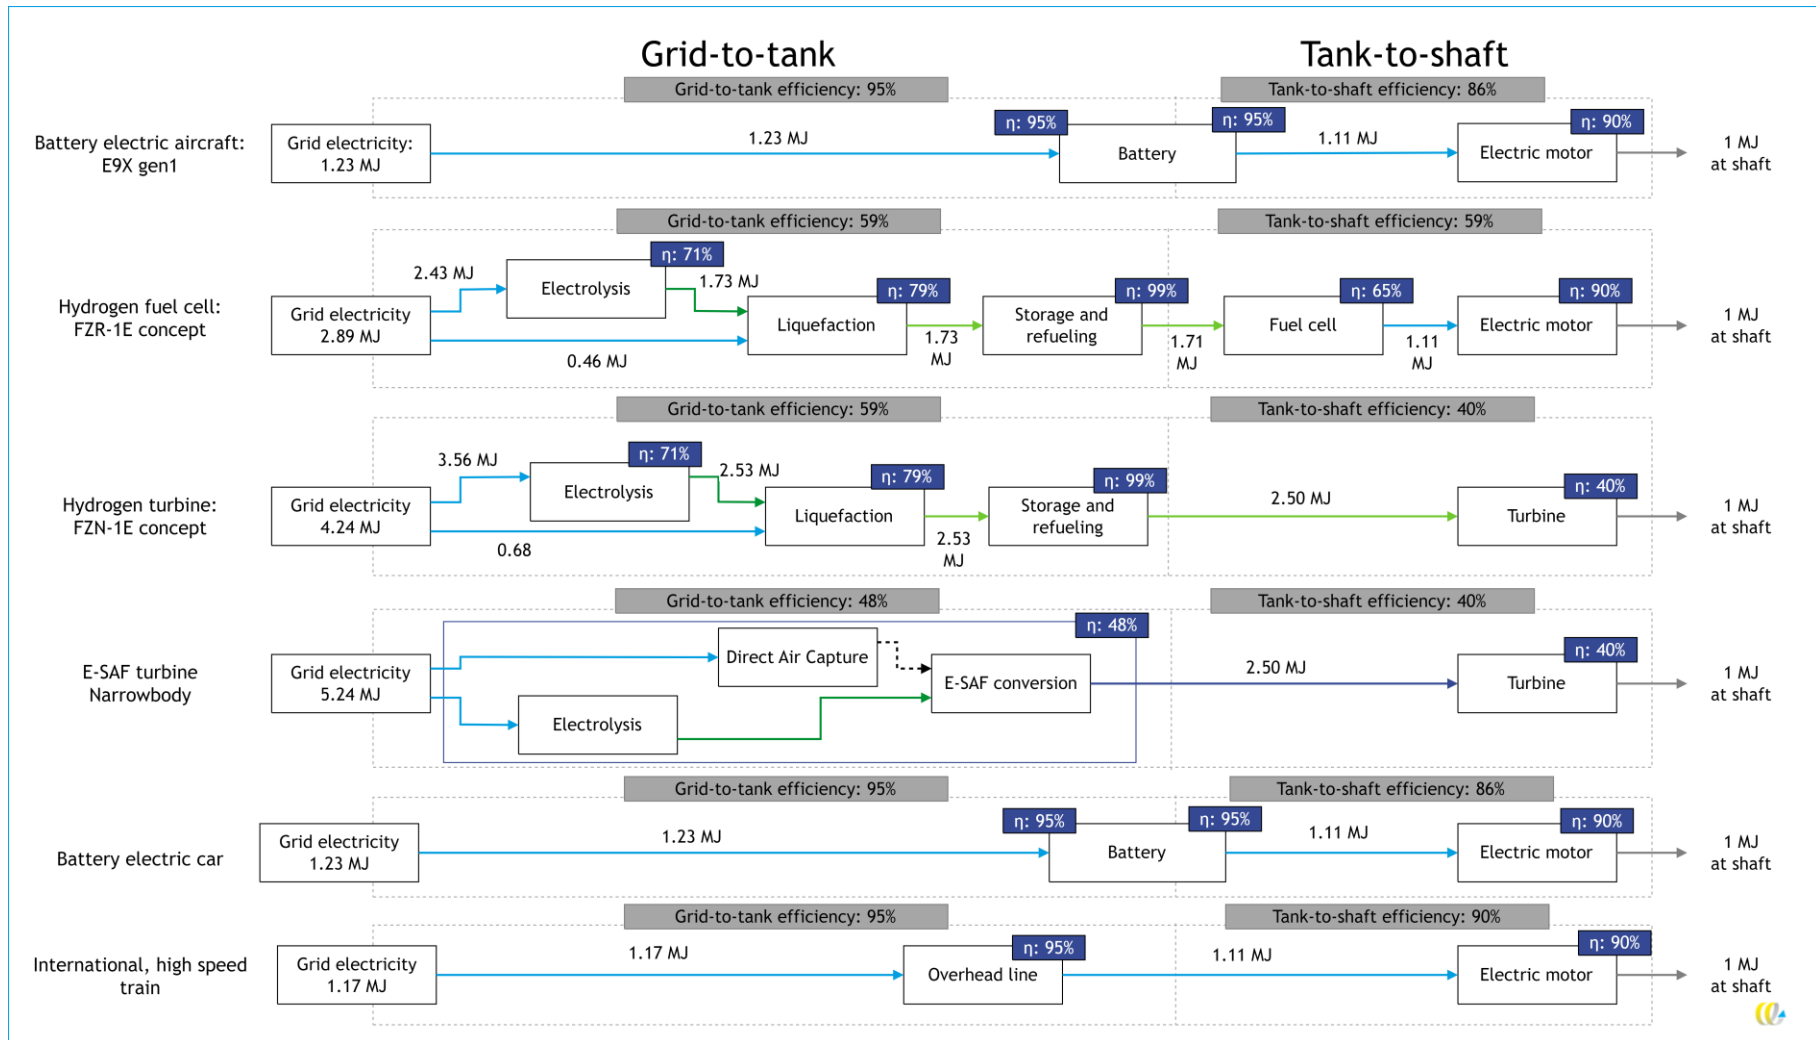 Grid-to-tank
Tank-to-shaft
Grid-to-tank efficiency: 95%
Tank-to-shaft efficiency: 86%
Battery electric aircraft:
E9X gen1
Grid electricity:
1.23 MJ
1.23 MJ
η: 95%
Battery
η: 95%
1.11 MJ
η: 90%
Electric motor
1 MJ
at shaft
Grid-to-tank efficiency: 59%
Tank-to-shaft efficiency: 59%
Hydrogen fuel cell:
FZR-1E concept
Grid electricity
2.89 MJ
2.43 MJ
η: 71%
Electrolysis
1.73 MJ
0.46 MJ
η: 79%
Liquefaction
1.73
MJ
η: 99%
Storage and
refueling
1.71
MJ
η: 65%
Fuel cell
1.11
MJ
η: 90%
Electric motor
1 MJ
at shaft
Grid-to-tank efficiency: 59%
Tank-to-shaft efficiency: 40%
Hydrogen turbine:
FZN-1E concept
Grid electricity
4.24 MJ
3.56 MJ
η: 71%
Electrolysis
2.53 MJ
0.68
η: 79%
Liquefaction
2.53
MJ
η: 99%
Storage and
refueling
2.50 MJ
η: 40%
Turbine
1 MJ
at shaft
Grid-to-tank efficiency: 48%
Tank-to-shaft efficiency: 40%
E-SAF turbine
Narrowbody
Grid electricity
5.24 MJ
Direct Air Capture
Electrolysis
η: 48%
E-SAF conversion
2.50 MJ
η: 40%
Turbine
1 MJ
at shaft
Grid-to-tank efficiency: 95%
Tank-to-shaft efficiency: 86%
Battery electric car
Grid electricity
1.23 MJ
1.23 MJ
η: 95%
Battery
η: 95%
1.11 MJ
η: 90%
Electric motor
1 MJ
at shaft
Grid-to-tank efficiency: 95%
Tank-to-shaft efficiency: 90%
International, high speed
train
Grid electricity
1.17 MJ
1.17 MJ
η: 95%
Overhead line
1.11 MJ
η: 90%
Electric motor
1 MJ
at shaft